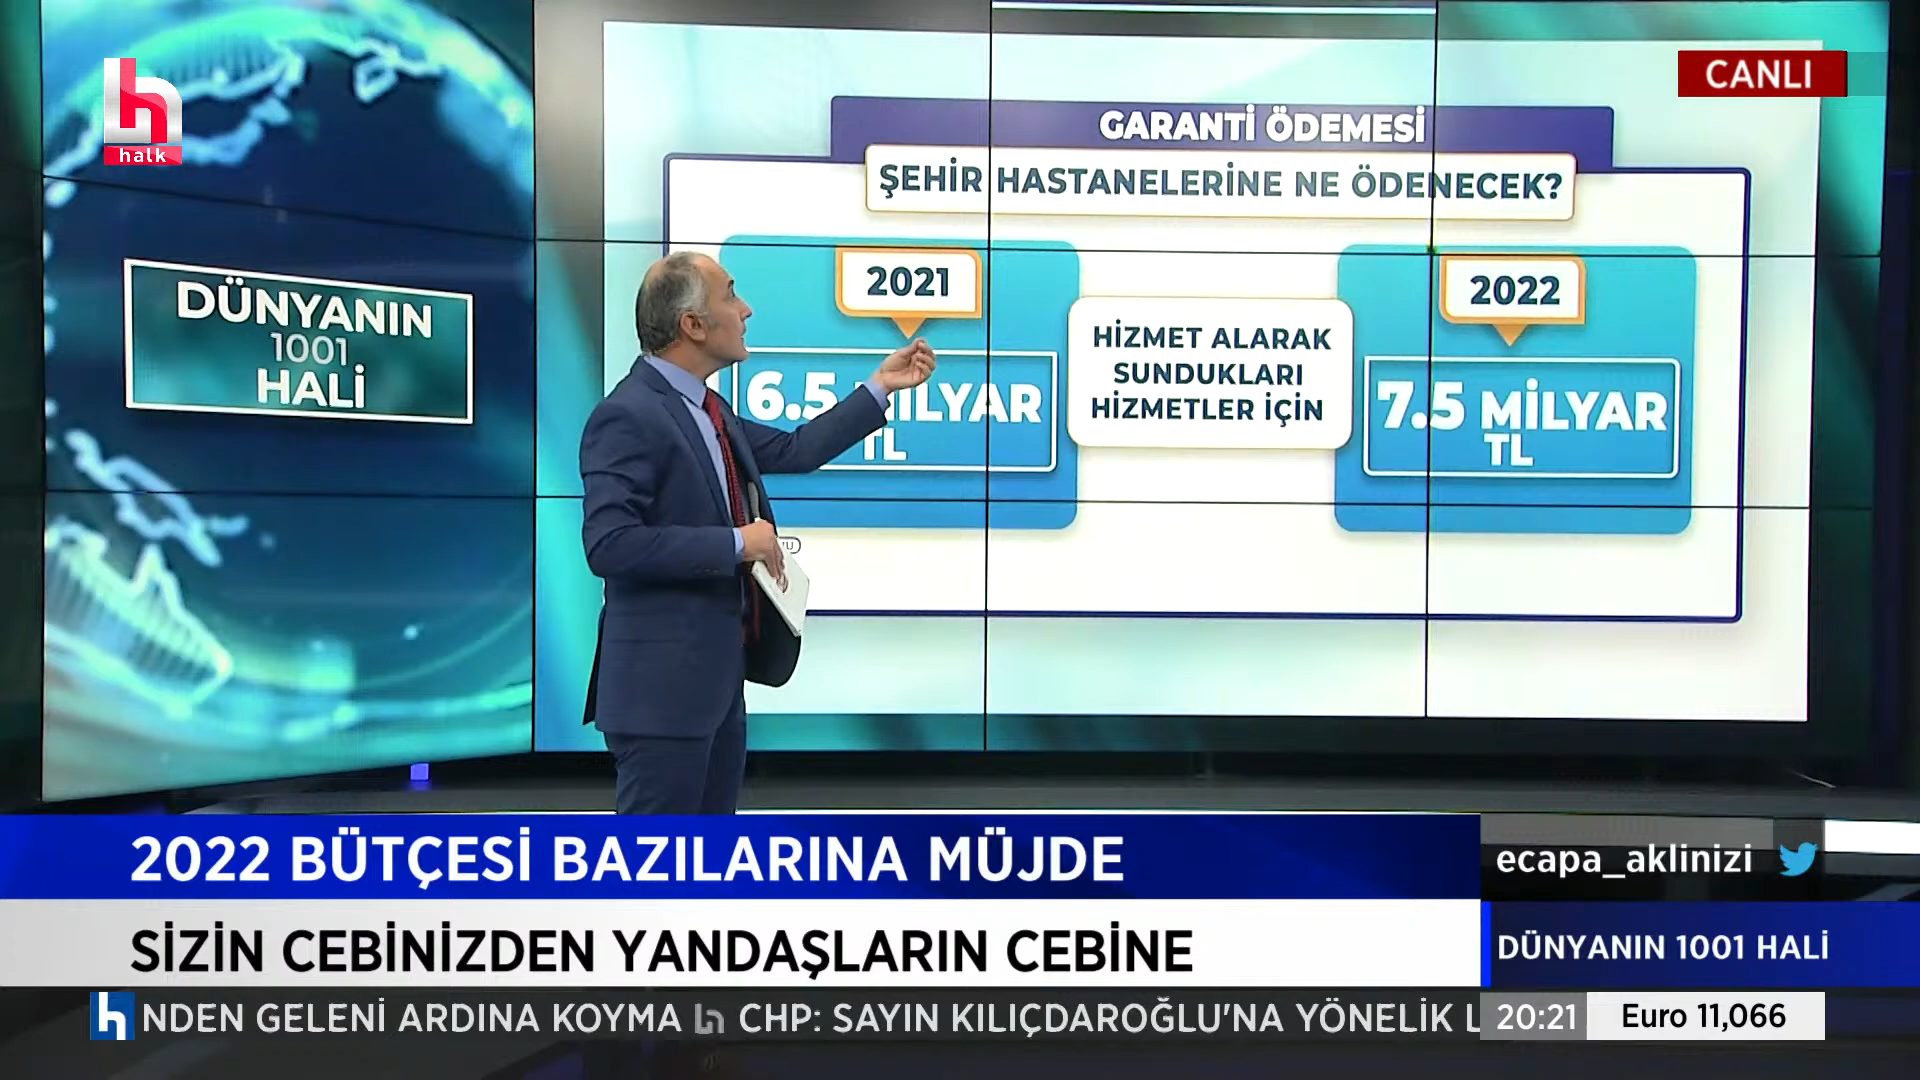 halk
CANLI
DÜNYANIN
1001
HALİ
GARANTİ ÖDEMESİ
ŞEHİR HASTANELERİNE NE ÖDENECEK?
2021
6.5 MİLYAR
TL
HİZMET ALARAK
SUNDUKLARI
HİZMETLER İÇİN
2022
7.5 MİLYAR
TL
2022 BÜTÇESİ BAZILARINA MÜJDE
SİZİN CEBİNİZDEN YANDAŞLARIN CEBİNE
ecapa_aklinizi
DÜNYANIN 1001 HALİ
NDEN GELENİ ARDINA KOYMA CHP: SAYIN KILIÇDAROĞLU'NA YÖNELİK
20:21
Euro 11,066